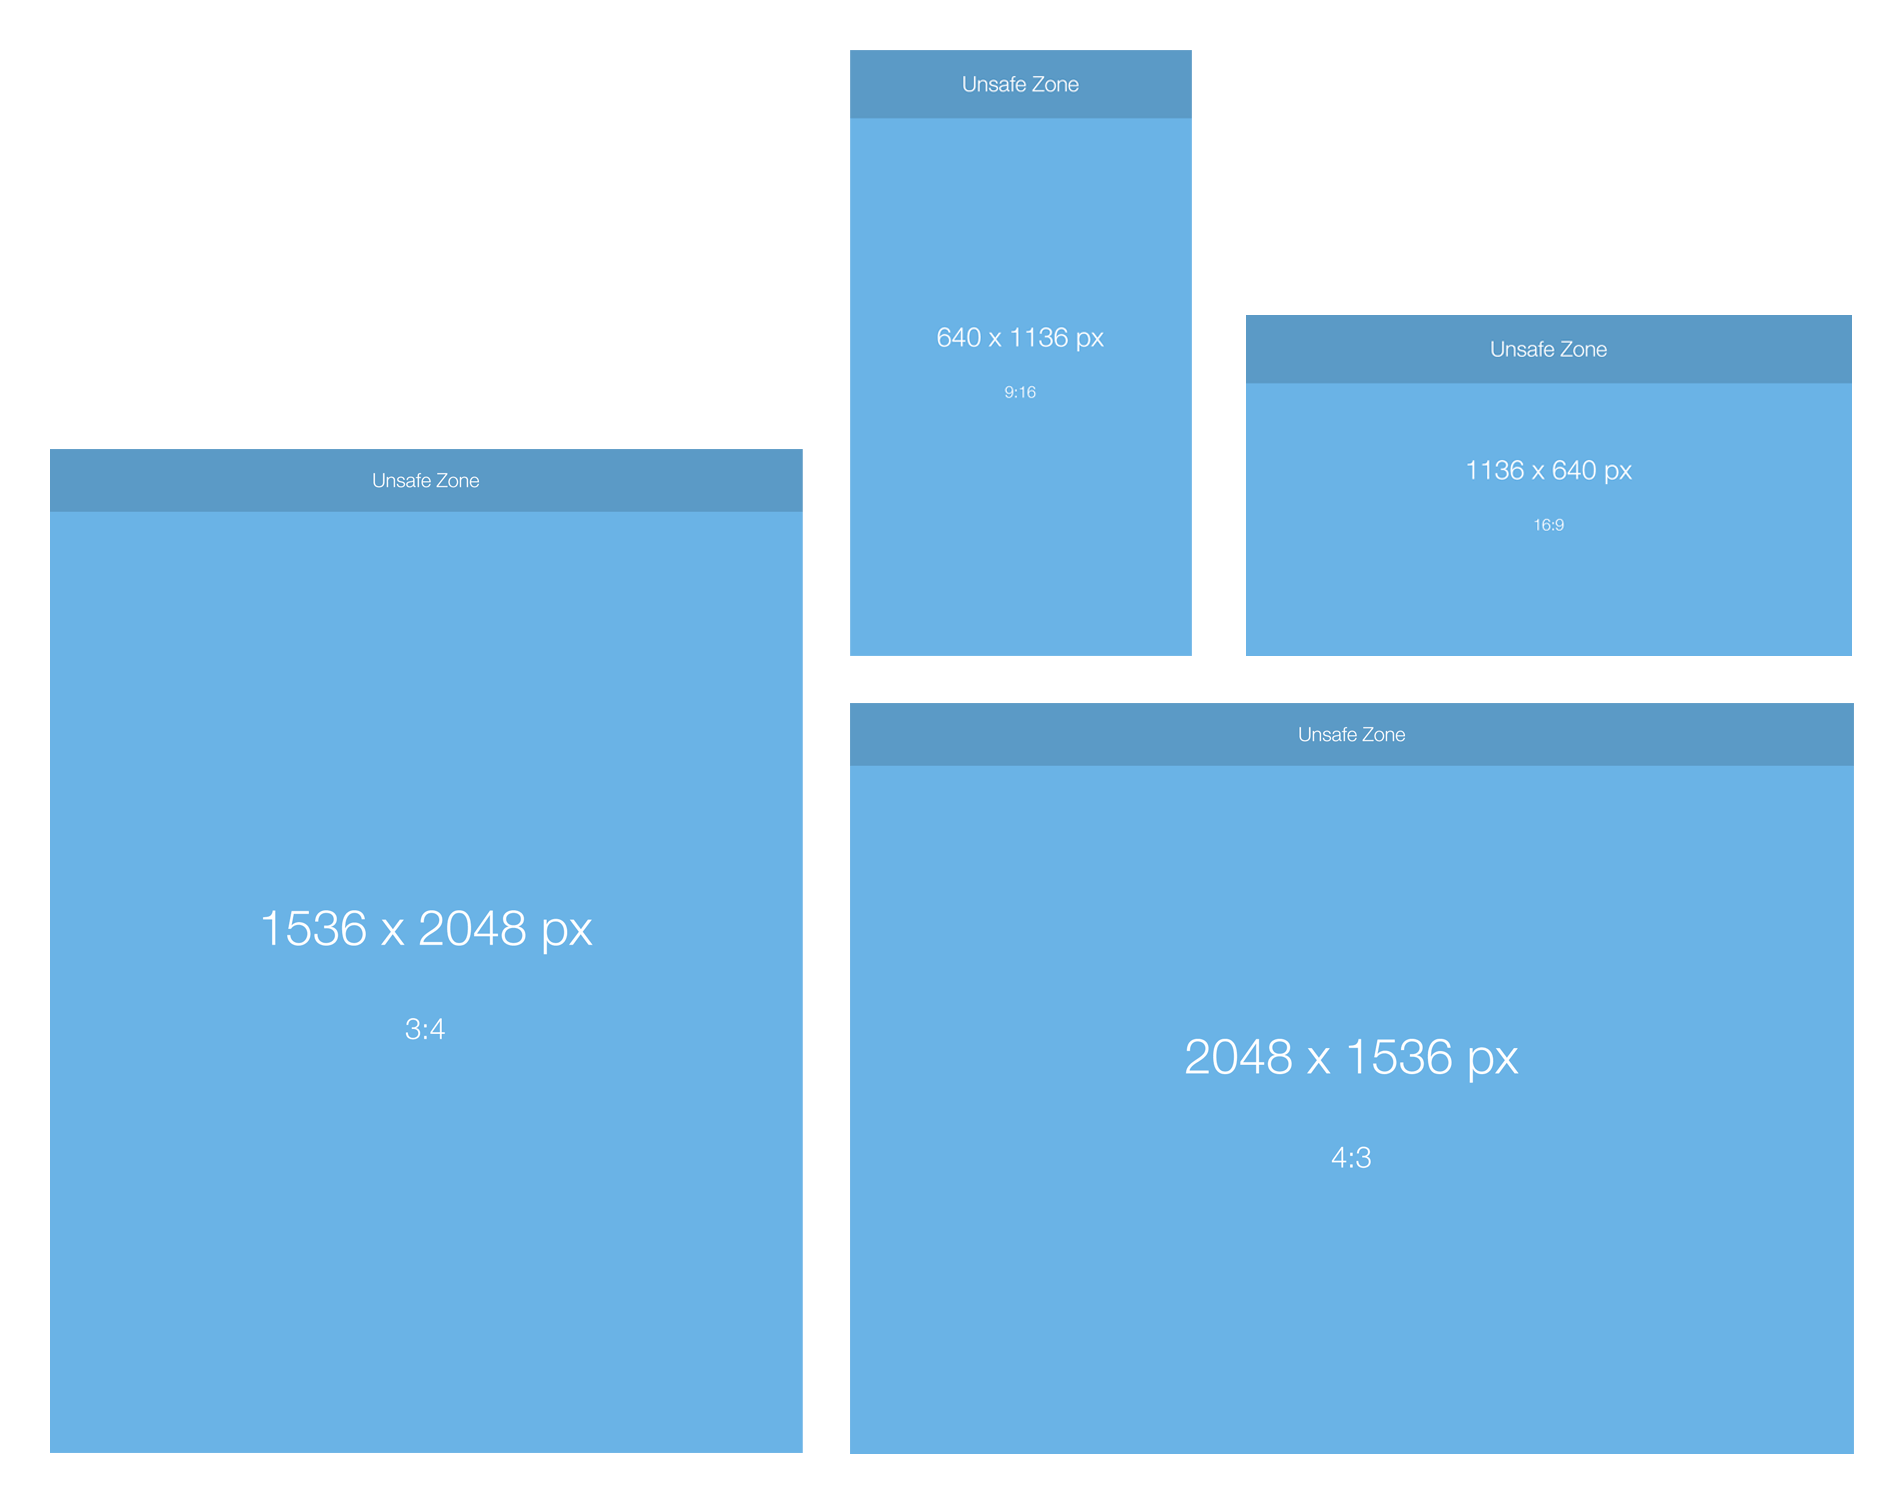 Unsafe Zone
640 x 1136 px
9:16
Unsafe Zone
1136 x 640 px
16:9
Unsafe Zone
1536 x 2048 px
3:4
Unsafe Zone
2048 x 1536 px
4:3